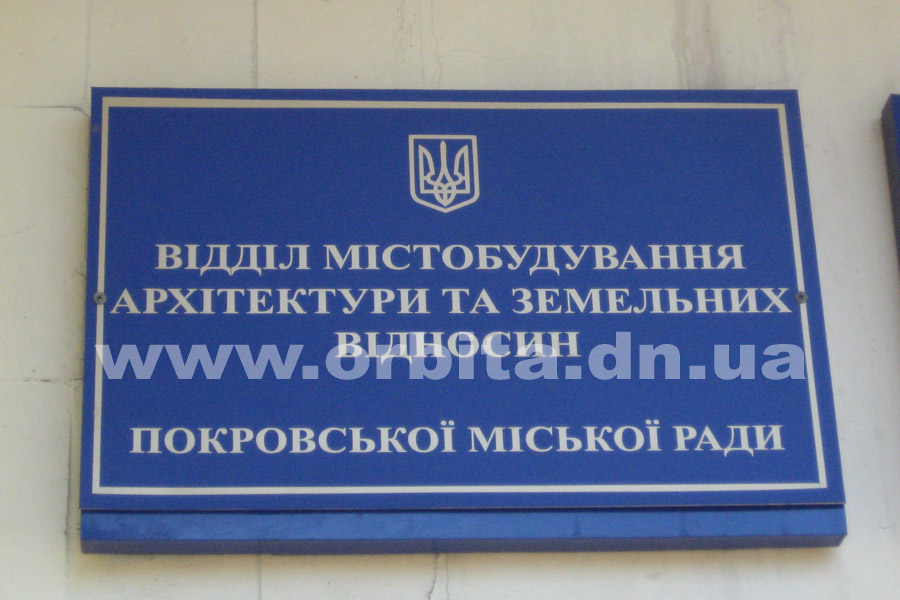 ВІДДІЛ МІСТОБУДУВАННЯ
АРХІТЕКТУРИ ТА ЗЕМЕЛЬНИХ
ВІДНОСИН
www.orbita.dn.ua
ПОКРОВСЬКОЇ МІСЬКОЇ РАДИ